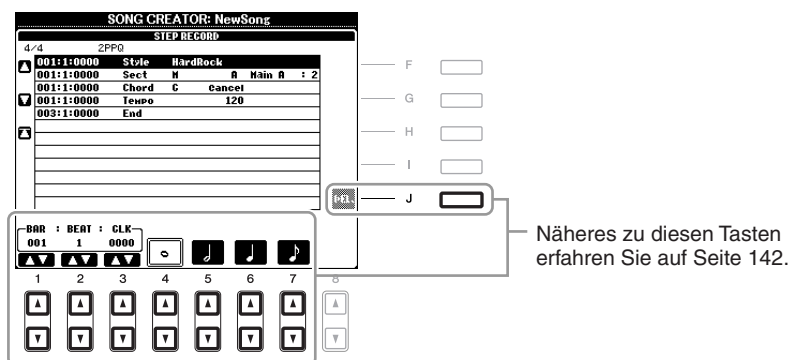 SONG CREATOR: NewSong
STEP RECORD
4/4 2PPQ
001:1:0000 Style HardRock
001:1:0000 Sect M A Main A : 2
001:1:0000 Chord C cancel
001:1:0000 Tempo 120
003:1:0000 End
F
G
H
I
DEL. J
BAR : BEAT : CLK
001 1 0000
1 2 3 4 5 6 7 8
Näheres zu diesen Tasten
erfahren Sie auf Seite 142.